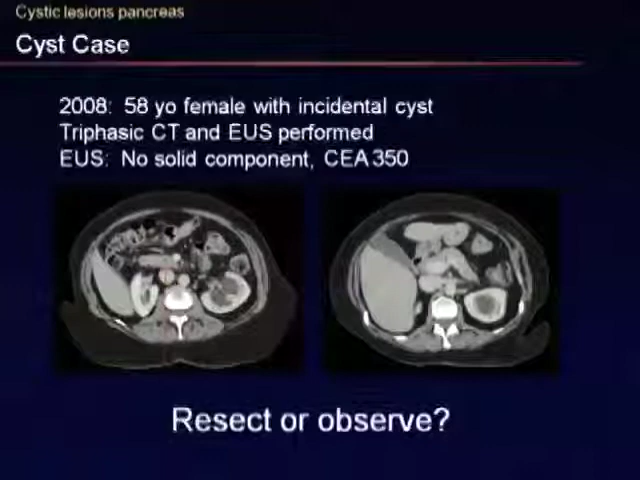 Cystic lesions pancreas
Cyst Case
2008: 58 yo female with incidental cyst
Triphasic CT and EUS performed
EUS: No solid component, CEA 350
Resect or observe?